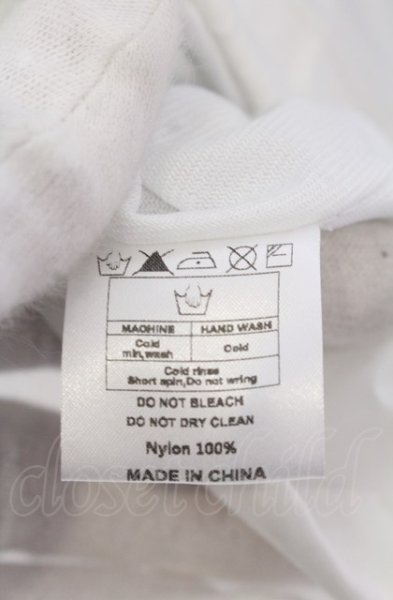 MACHINE HAND WASH
Cold Cold
min,wash
Cold rinse
Short spin,Do not wring
DO NOT BLEACH
DO NOT DRY CLEAN
Nylon 100%
MADE IN CHINA
closet child